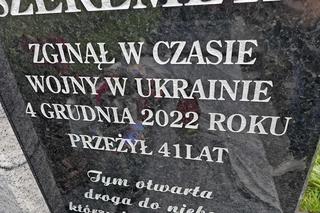 ZGINĄŁ W CZASIE
WOJNY W UKRAINIE
4 GRUDNIA 2022 ROKU
PRZEŻYŁ 41LAT
Tym otwarta
droga do nieba